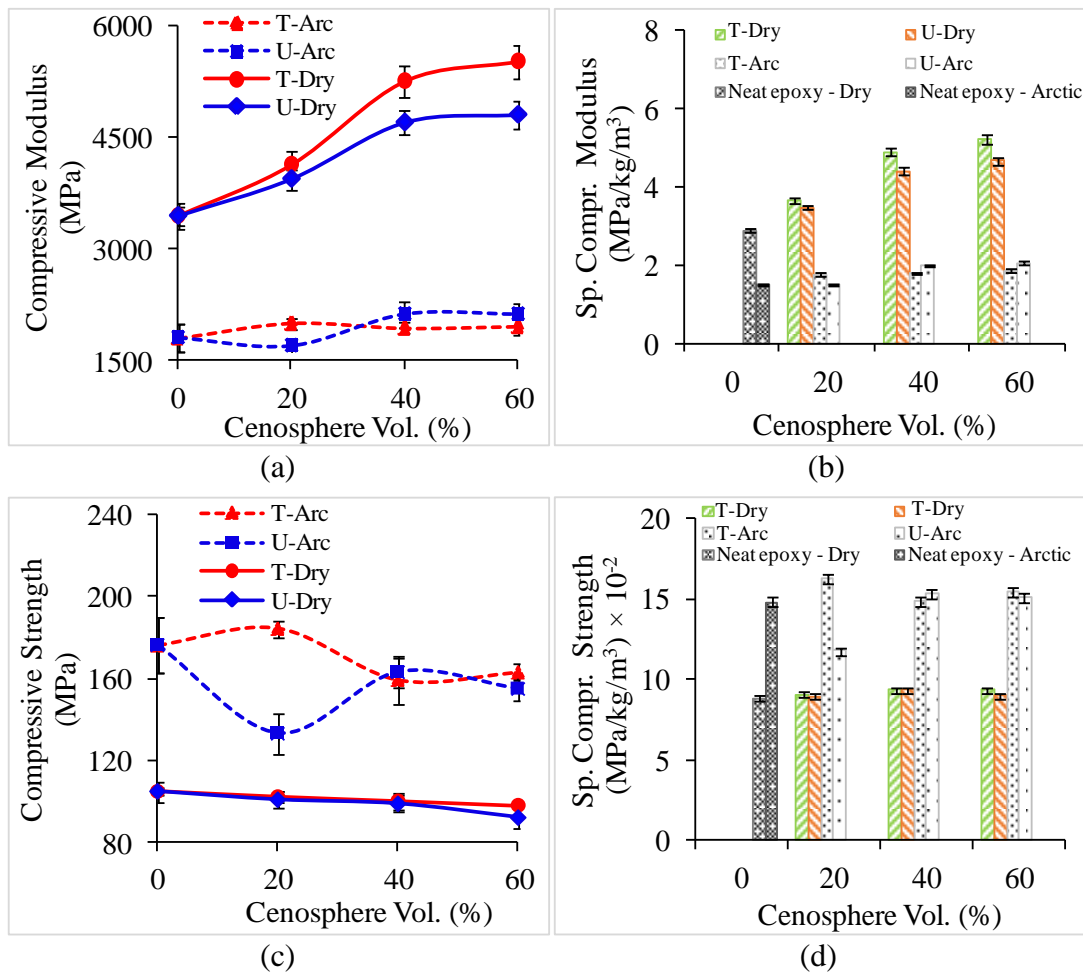 6000
4500
3000
1500
Compressive Modulus
(MPa)
T-Arc
U-Arc
T-Dry
U-Dry
0 20 40 60
Cenosphere Vol. (%)
(a)
8
6
4
2
0
Sp. Compr. Modulus
(MPa/kg/m³)
T-Dry U-Dry
T-Arc U-Arc
Neat epoxy - Dry Neat epoxy - Arctic
0 20 40 60
Cenosphere Vol. (%)
(b)
240
200
160
120
80
Compressive Strength
(MPa)
T-Arc
U-Arc
T-Dry
U-Dry
0 20 40 60
Cenosphere Vol. (%)
(c)
20
15
10
5
0
Sp. Compr. Strength
(MPa/kg/m³) × 10⁻²
T-Dry T-Dry
T-Arc U-Arc
Neat epoxy - Dry Neat epoxy - Arctic
0 20 40 60
Cenosphere Vol. (%)
(d)